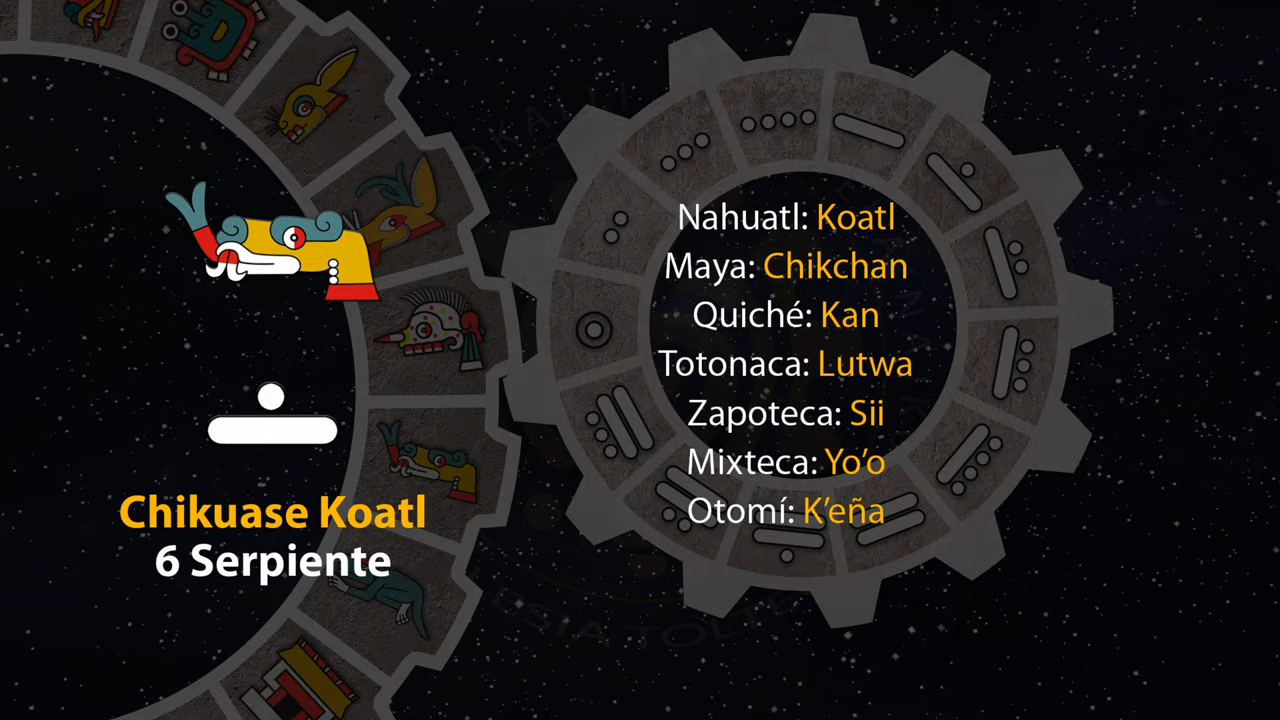 Chikuase Koatl
6 Serpiente
Nahuatl: Koatl
Maya: Chikchan
Quiché: Kan
Totonaca: Lutwa
Zapoteca: Sii
Mixteca: Yo’o
Otomí: K’eña